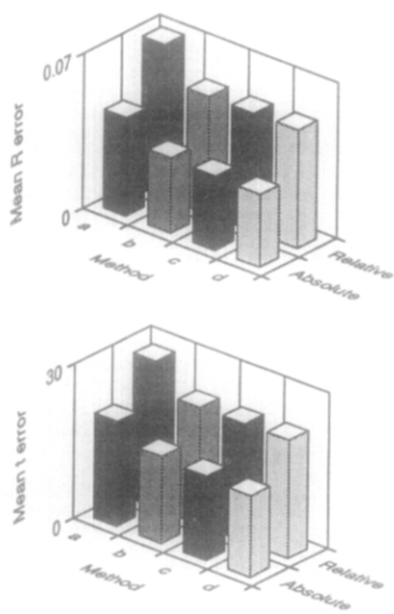 0.07
Mean R error
0
a
b
c
d
Method
Relative
Absolute
30
Mean t error
0
a
b
c
d
Method
Relative
Absolute